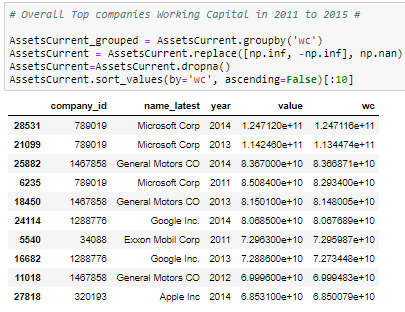 # Overall Top companies Working Capital in 2011 to 2015 #
AssetsCurrent_grouped = AssetsCurrent.groupby('wc')
AssetsCurrent = AssetsCurrent.replace([np.inf, -np.inf], np.nan)
AssetsCurrent=AssetsCurrent.dropna()
AssetsCurrent.sort_values(by='wc', ascending=False)[:10]
company_id name_latest year value wc
28531 789019 Microsoft Corp 2014 1.247120e+11 1.247116e+11
21099 789019 Microsoft Corp 2013 1.142460e+11 1.134474e+11
25882 1467858 General Motors CO 2014 8.367000e+10 8.366871e+10
6235 789019 Microsoft Corp 2011 8.508400e+10 8.293400e+10
18450 1467858 General Motors CO 2013 8.150100e+10 8.148005e+10
24114 1288776 Google Inc. 2014 8.068500e+10 8.067689e+10
5540 34088 Exxon Mobil Corp 2011 7.296300e+10 7.295987e+10
16682 1288776 Google Inc. 2013 7.288600e+10 7.273448e+10
11018 1467858 General Motors CO 2012 6.999600e+10 6.999483e+10
27818 320193 Apple Inc 2014 6.853100e+10 6.850079e+10